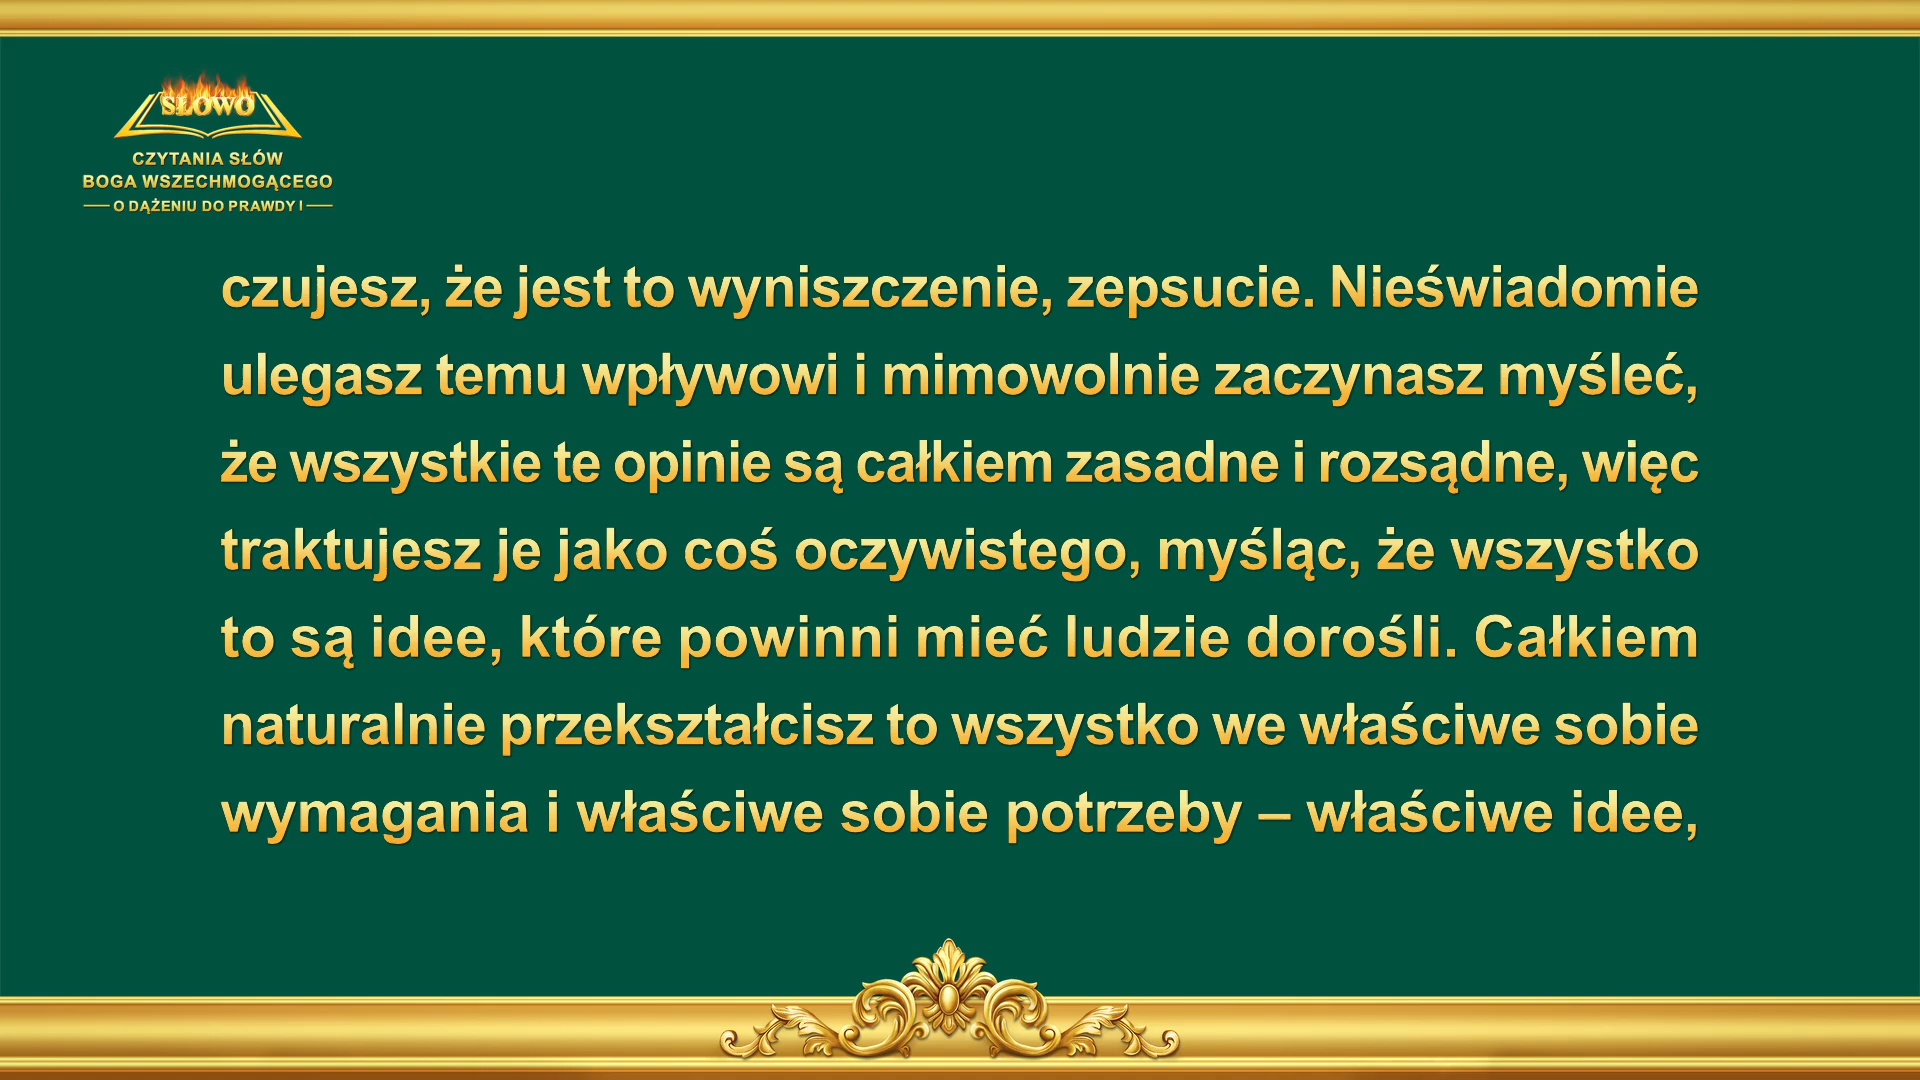 SŁOWO
CZYTANIA SŁÓW
BOGA WSZECHMOGĄCEGO
O DĄŻENIU DO PRAWDY I
czujesz, że jest to wyniszczenie, zepsucie. Nieświadomie
ulegasz temu wpływowi i mimowolnie zaczynasz myśleć,
że wszystkie te opinie są całkiem zasadne i rozsądne, więc
traktujesz je jako coś oczywistego, myśląc, że wszystko
to są idee, które powinni mieć ludzie dorośli. Całkiem
naturalnie przekształcisz to wszystko we właściwe sobie
wymagania i właściwe sobie potrzeby – właściwe idee,